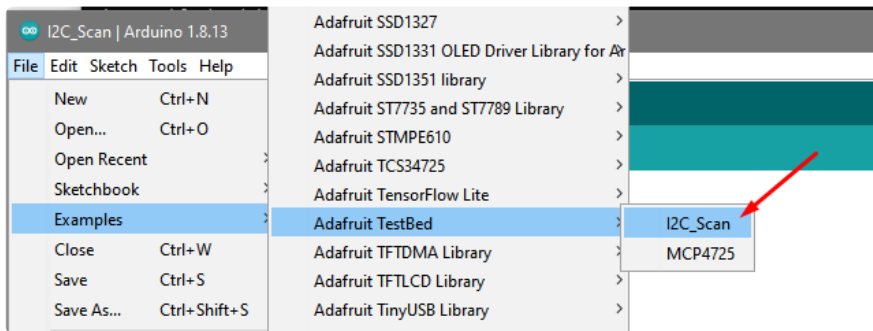 I2C_Scan | Arduino 1.8.13
File Edit Sketch Tools Help
New Ctrl+N
Open... Ctrl+O
Open Recent
Sketchbook
Examples
Close Ctrl+W
Save Ctrl+S
Save As... Ctrl+Shift+S
Adafruit SSD1327
Adafruit SSD1331 OLED Driver Library for Ar
Adafruit SSD1351 library
Adafruit ST7735 and ST7789 Library
Adafruit STMPE610
Adafruit TCS34725
Adafruit TensorFlow Lite
Adafruit TestBed
Adafruit TFTDMA Library
Adafruit TFTLCD Library
Adafruit TinyUSB Library
I2C_Scan
MCP4725